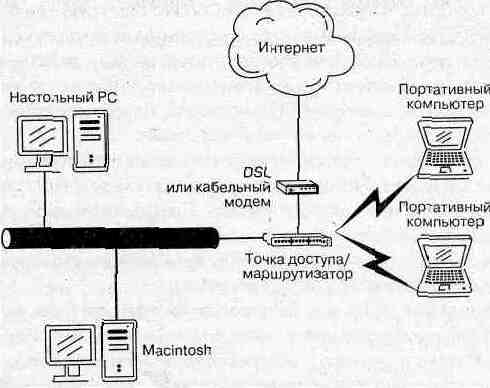 Интернет
Настольный PC
Портативный
компьютер
DSL
или кабельный
модем
Портативный
компьютер
Точка доступа/
маршрутизатор
Macintosh